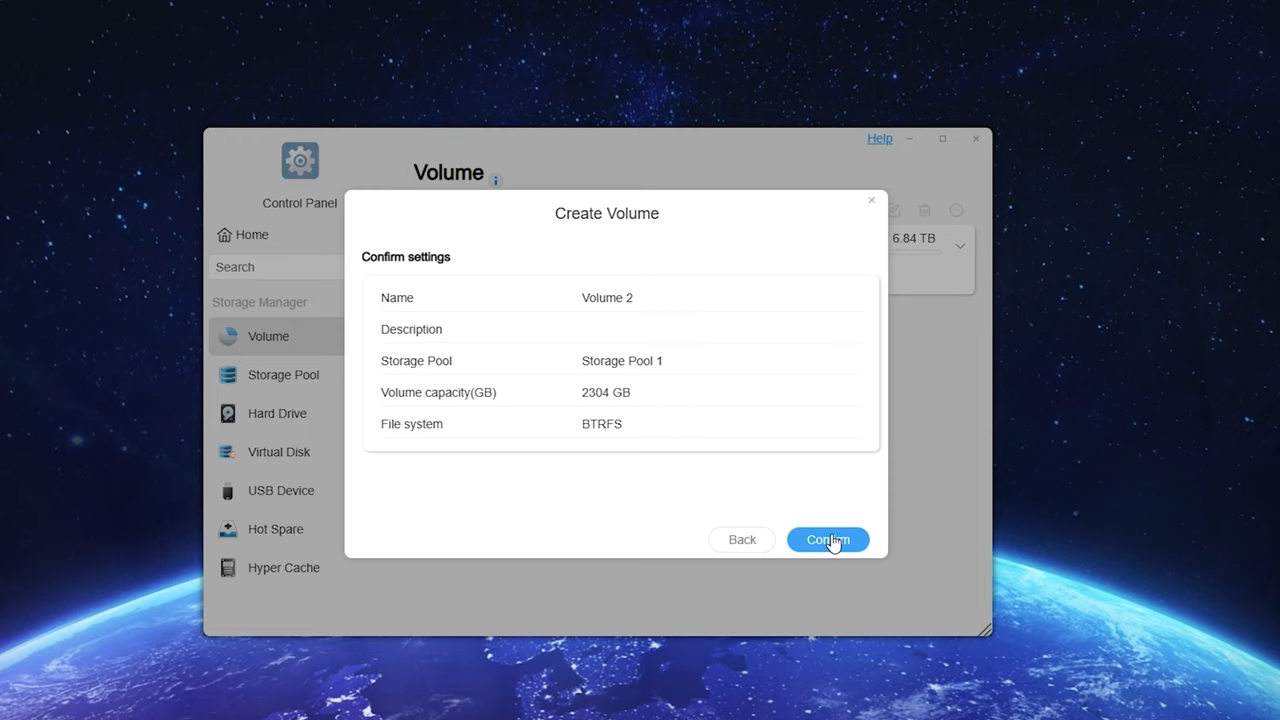 Help
Volume
Control Panel
Home
Search
Storage Manager
Volume
Storage Pool
Hard Drive
Virtual Disk
USB Device
Hot Spare
Hyper Cache
6.84 TB
Create Volume
Confirm settings
Name Volume 2
Description
Storage Pool Storage Pool 1
Volume capacity(GB) 2304 GB
File system BTRFS
Back Confirm